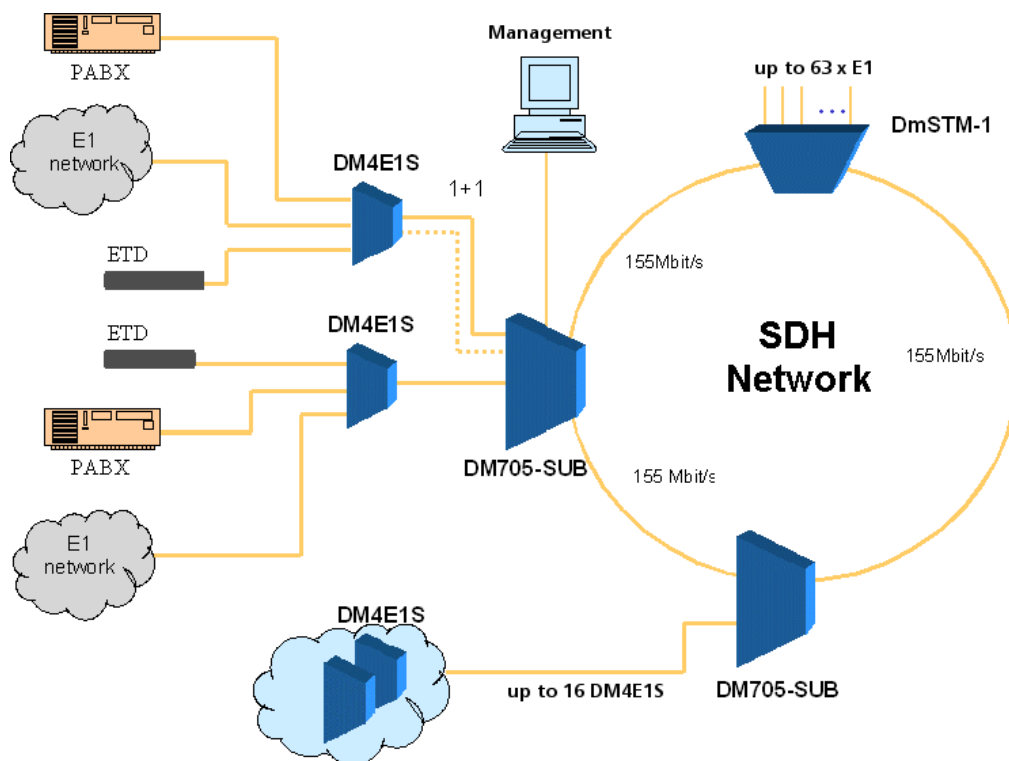 Management
up to 63 x E1
DmSTM-1
PABX
E1
network
DM4E1S
1+1
ETD
155Mbit/s
ETD
DM4E1S
SDH
Network
155Mbit/s
PABX
DM705-SUB
155 Mbit/s
E1
network
DM4E1S
up to 16 DM4E1S
DM705-SUB